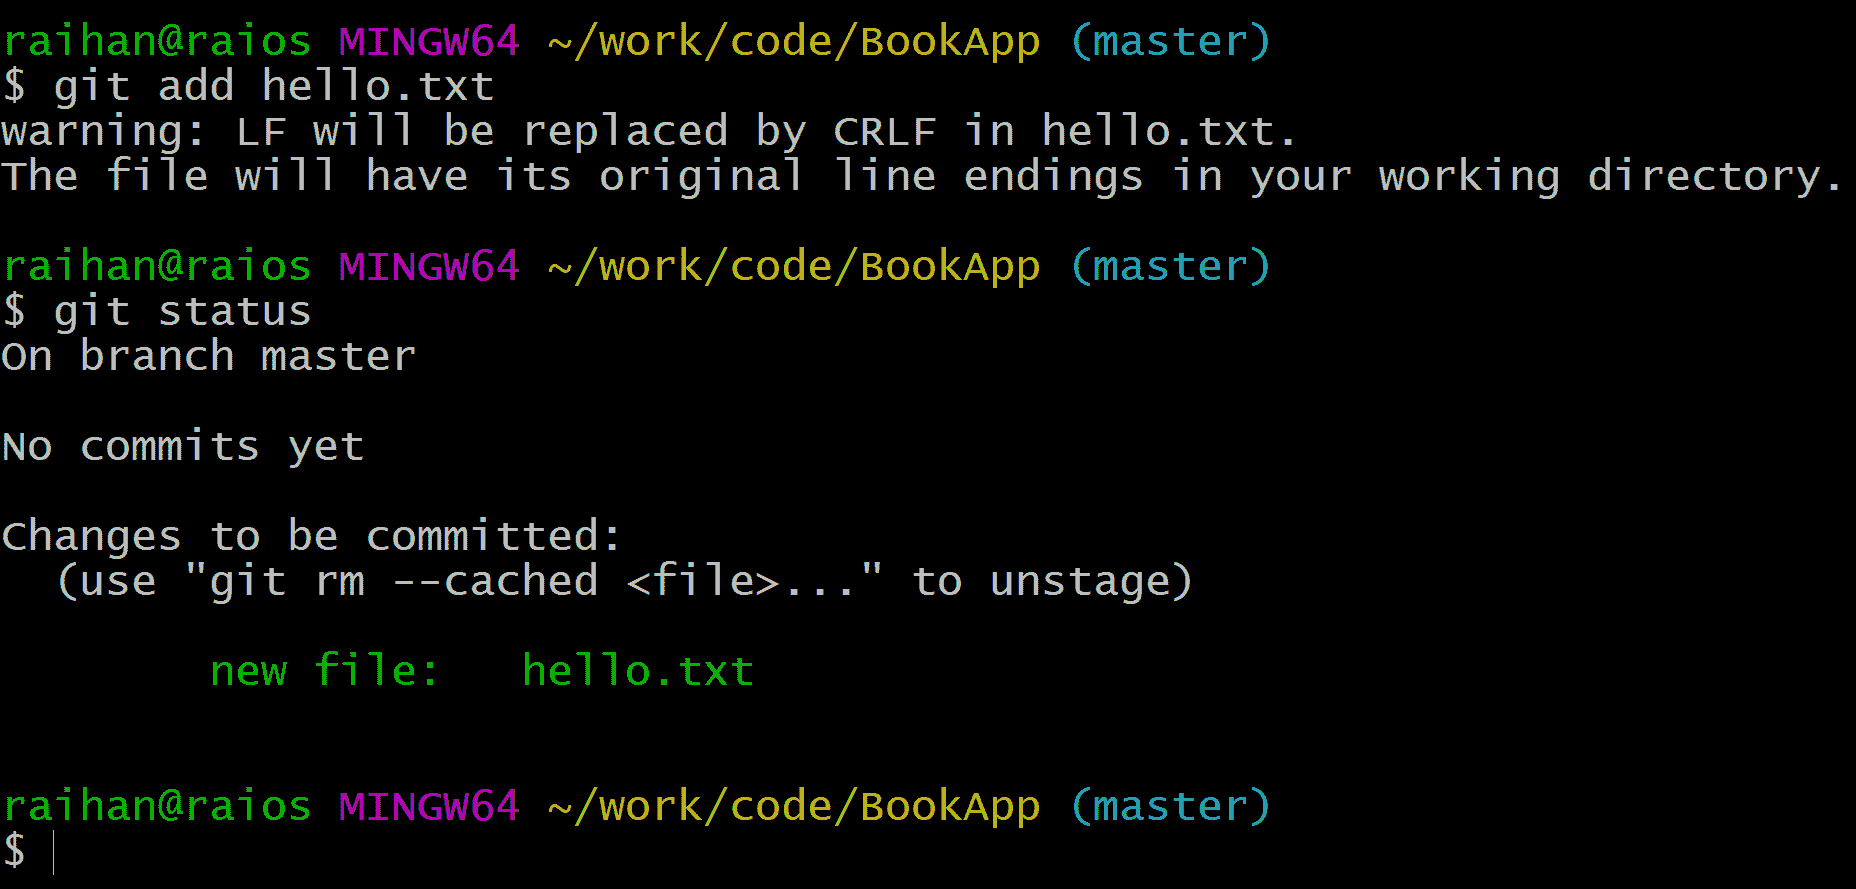 raihan@raios MINGW64 ~/work/code/BookApp (master)
$ git add hello.txt
warning: LF will be replaced by CRLF in hello.txt.
The file will have its original line endings in your working directory.

raihan@raios MINGW64 ~/work/code/BookApp (master)
$ git status
On branch master

No commits yet

Changes to be committed:
  (use "git rm --cached <file>..." to unstage)

        new file:   hello.txt


raihan@raios MINGW64 ~/work/code/BookApp (master)
$